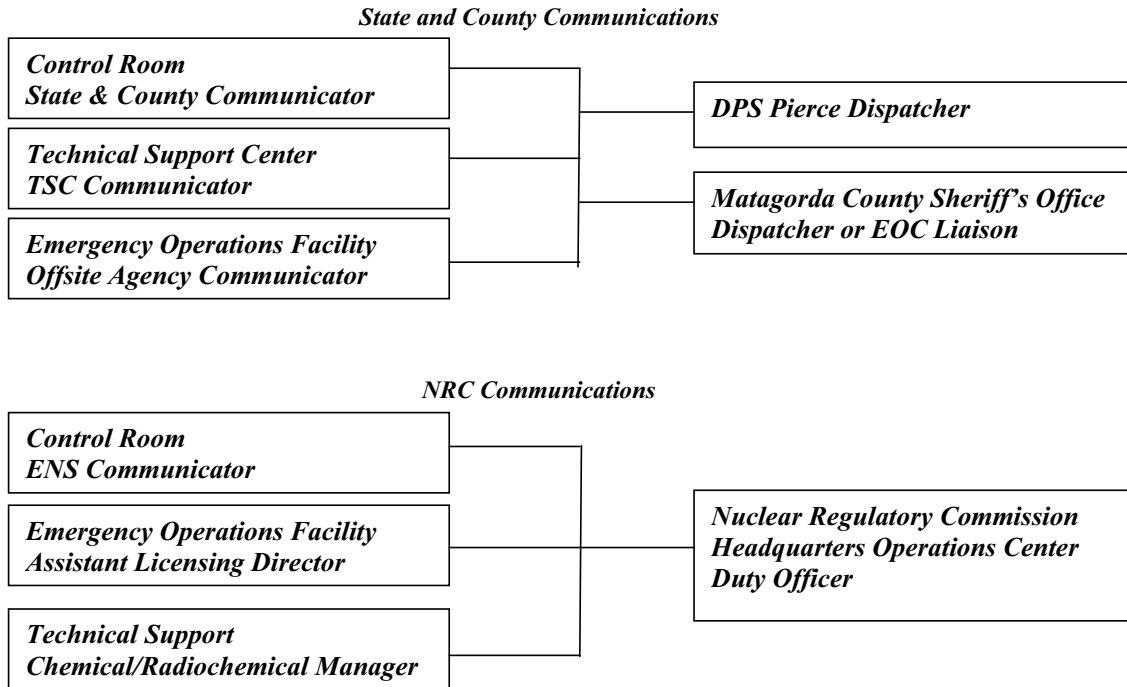 State and County Communications
Control Room
State & County Communicator
Technical Support Center
TSC Communicator
Emergency Operations Facility
Offsite Agency Communicator
DPS Pierce Dispatcher
Matagorda County Sheriff's Office
Dispatcher or EOC Liaison
NRC Communications
Control Room
ENS Communicator
Emergency Operations Facility
Assistant Licensing Director
Technical Support
Chemical/Radiochemical Manager
Nuclear Regulatory Commission
Headquarters Operations Center
Duty Officer